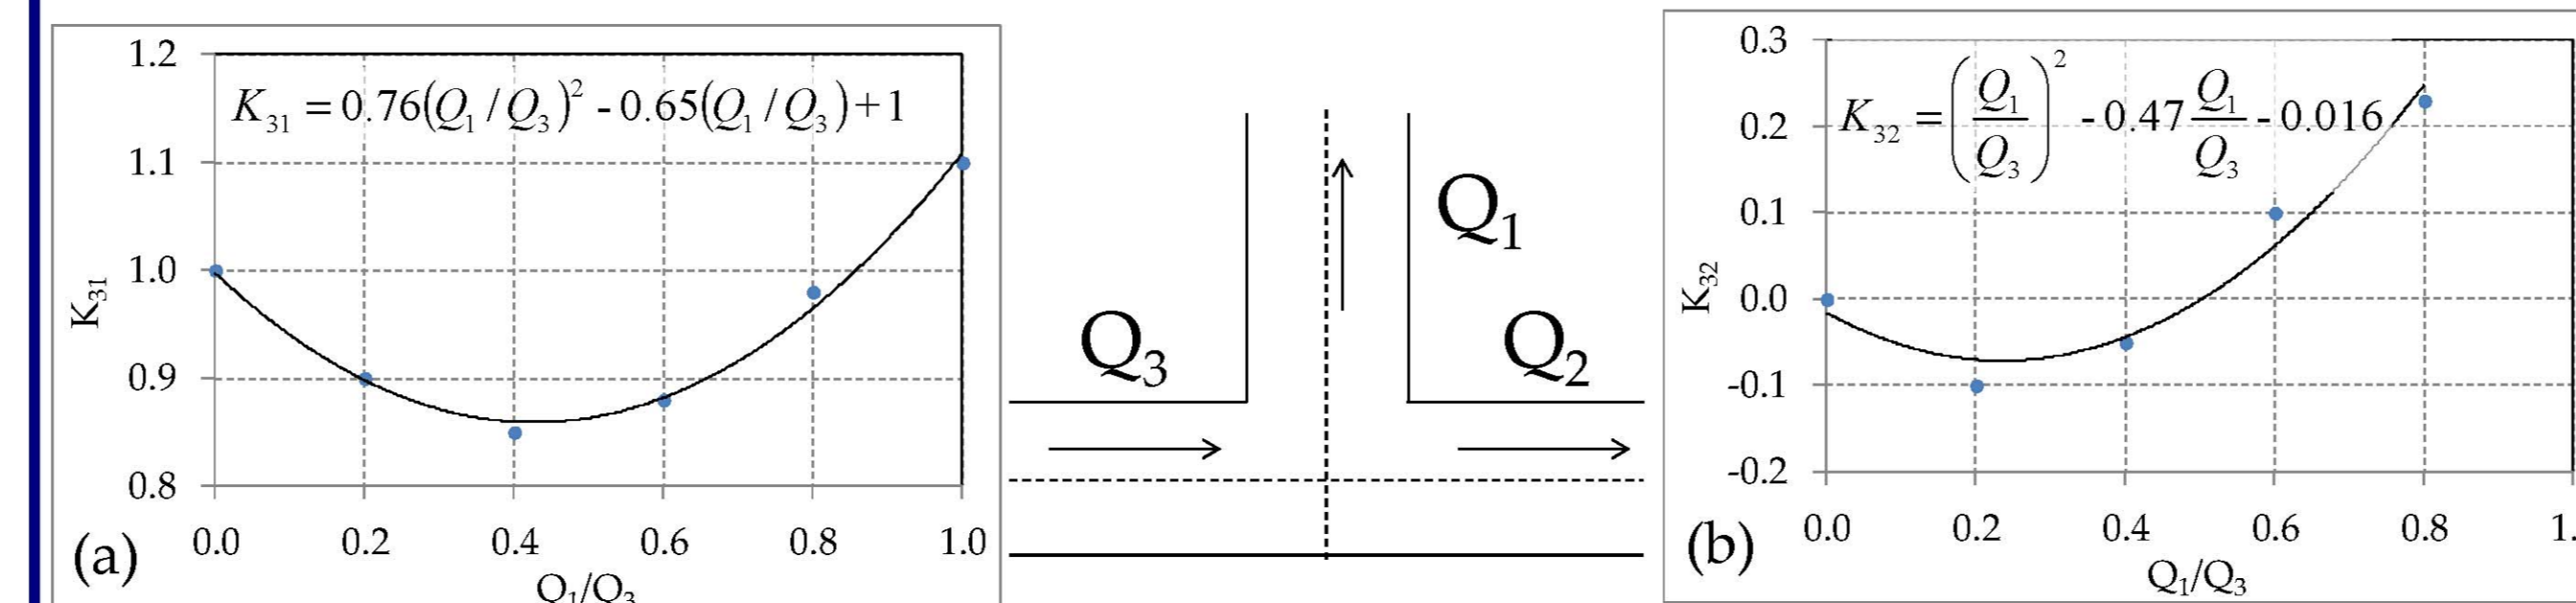 1.2
1.1
1.0
0.9
0.8
K₃₁
K₃₁ = 0.76(Q₁ / Q₃)² - 0.65(Q₁ / Q₃) + 1
0.0 0.2 0.4 0.6 0.8 1.0
Q₁/Q₃
(a)
Q₁
Q₃
Q₂
0.3
0.2
0.1
0.0
-0.1
-0.2
K₃₂
K₃₂ = (Q₁/Q₃)² - 0.47 Q₁/Q₃ - 0.016
0.0 0.2 0.4 0.6 0.8 1.
Q₁/Q₃
(b)